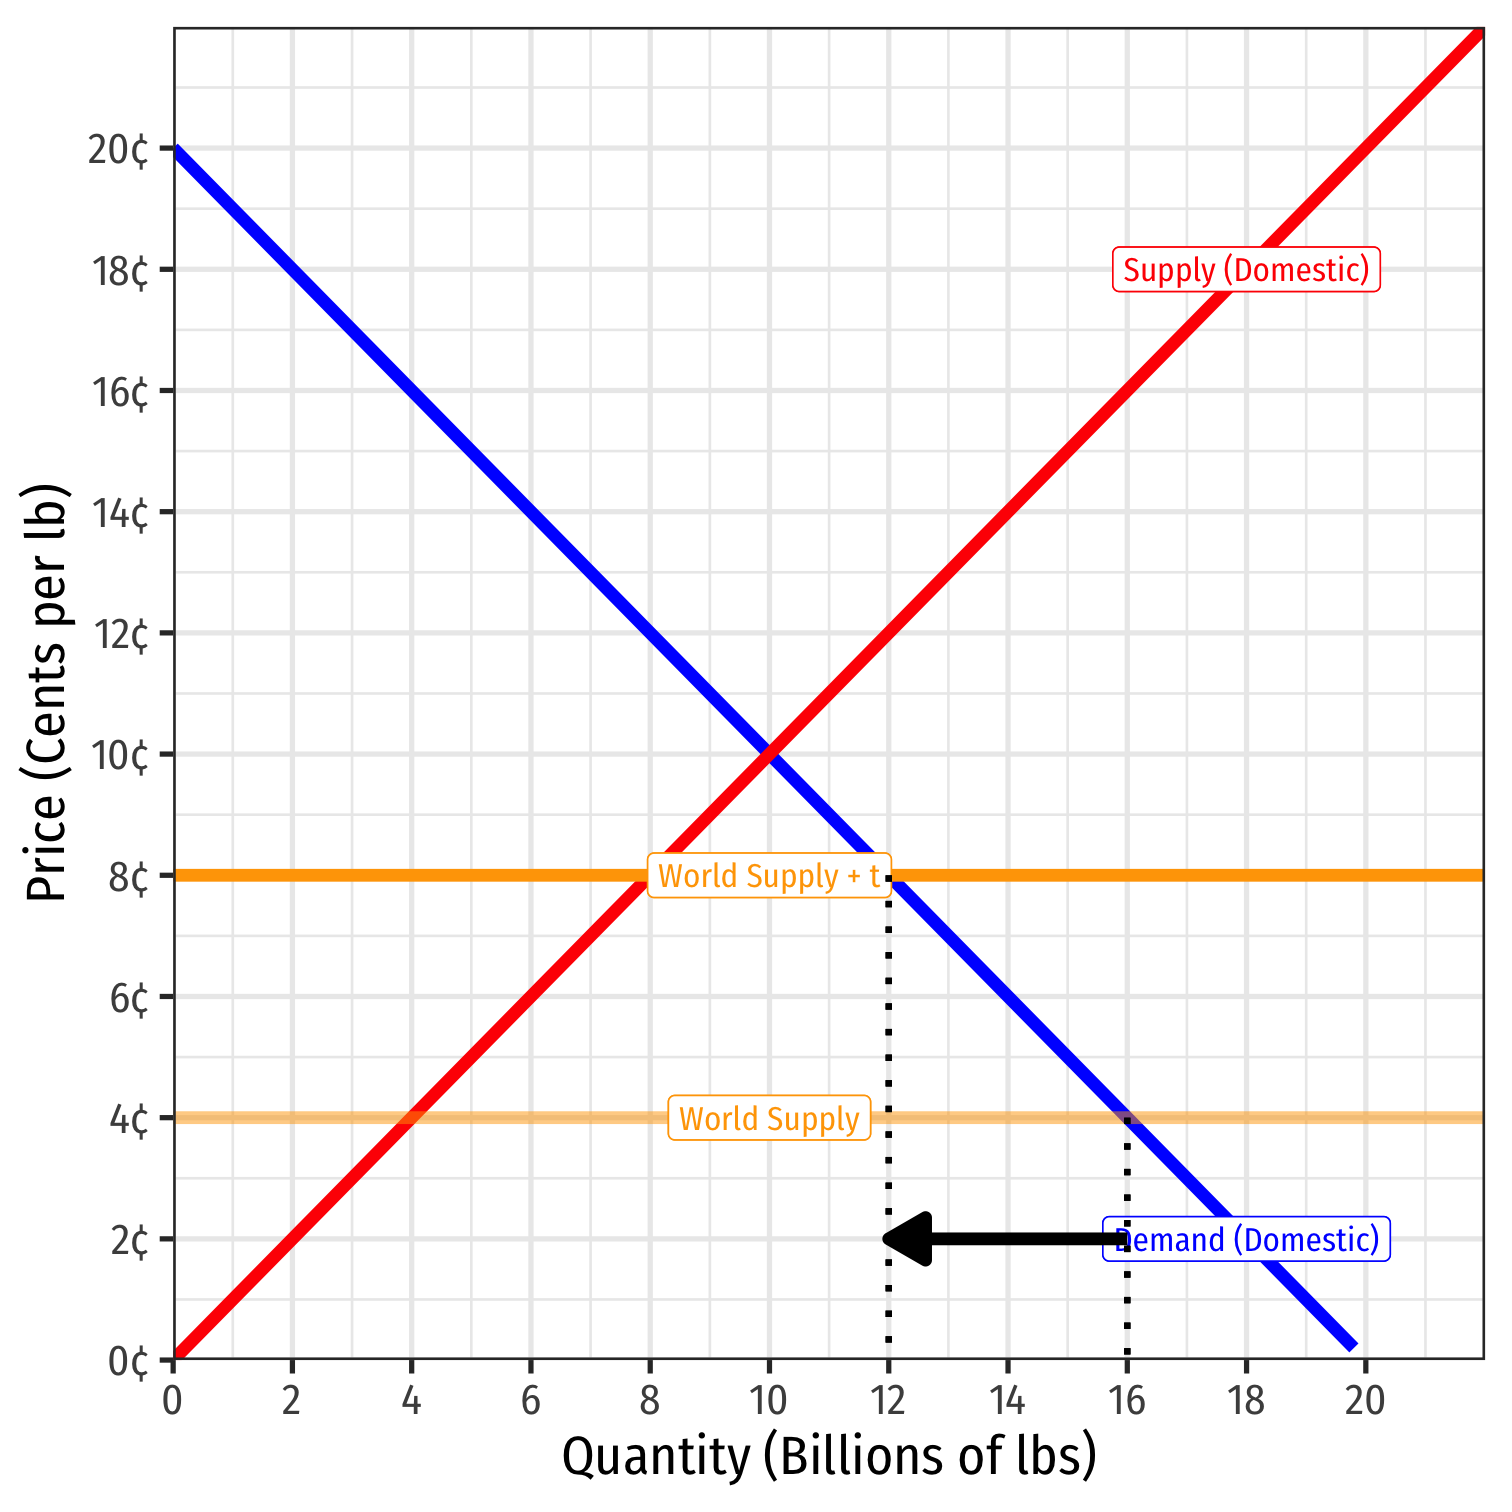 20¢
18¢
Supply (Domestic)
16¢
14¢
12¢
10¢
8¢
World Supply + t
6¢
4¢
World Supply
2¢
Demand (Domestic)
0¢
0 2 4 6 8 10 12 14 16 18 20
Quantity (Billions of lbs)
Price (Cents per lb)